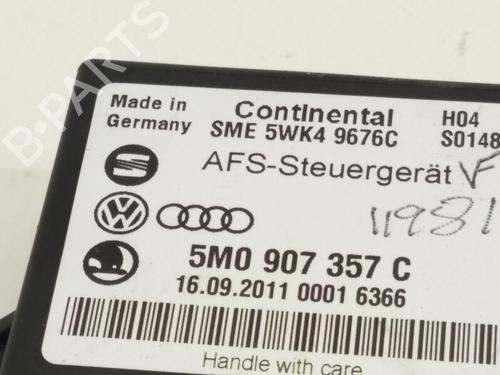 B-PARTS
Made in
Germany
Continental
SME 5WK4 9676C
H04
S0148
AFS-Steuergerät
VF
11981
5M0 907 357 C
16.09.2011 0001 6366
Handle with care